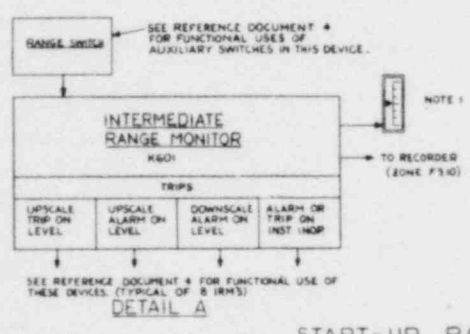 RANGE SWITCH
SEE REFERENCE DOCUMENT 4
FOR FUNCTIONAL USES OF
AUXILIARY SWITCHES IN THIS DEVICE.
INTERMEDIATE
RANGE MONITOR
K601
NOTE 1
TO RECORDER
(ZONE F3,10)
TRIPS
UPSCALE
TRIP ON
LEVEL
UPSCALE
ALARM ON
LEVEL
DOWNSCALE
ALARM ON
LEVEL
ALARM OR
TRIP ON
INST INOP
SEE REFERENCE DOCUMENT 4 FOR FUNCTIONAL USE OF
THESE DEVICES. (TYPICAL OF 8 IRM'S)
DETAIL A
START-UP